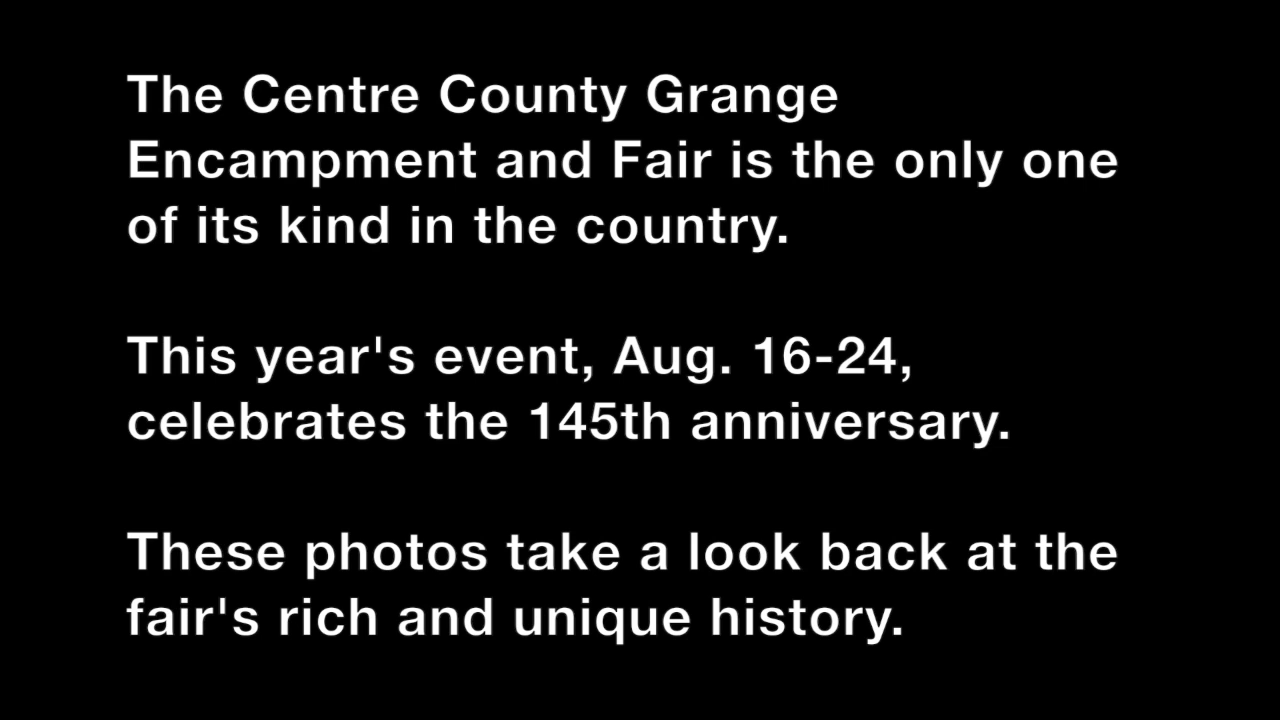 The Centre County Grange
Encampment and Fair is the only one
of its kind in the country.
This year's event, Aug. 16-24,
celebrates the 145th anniversary.
These photos take a look back at the
fair's rich and unique history.